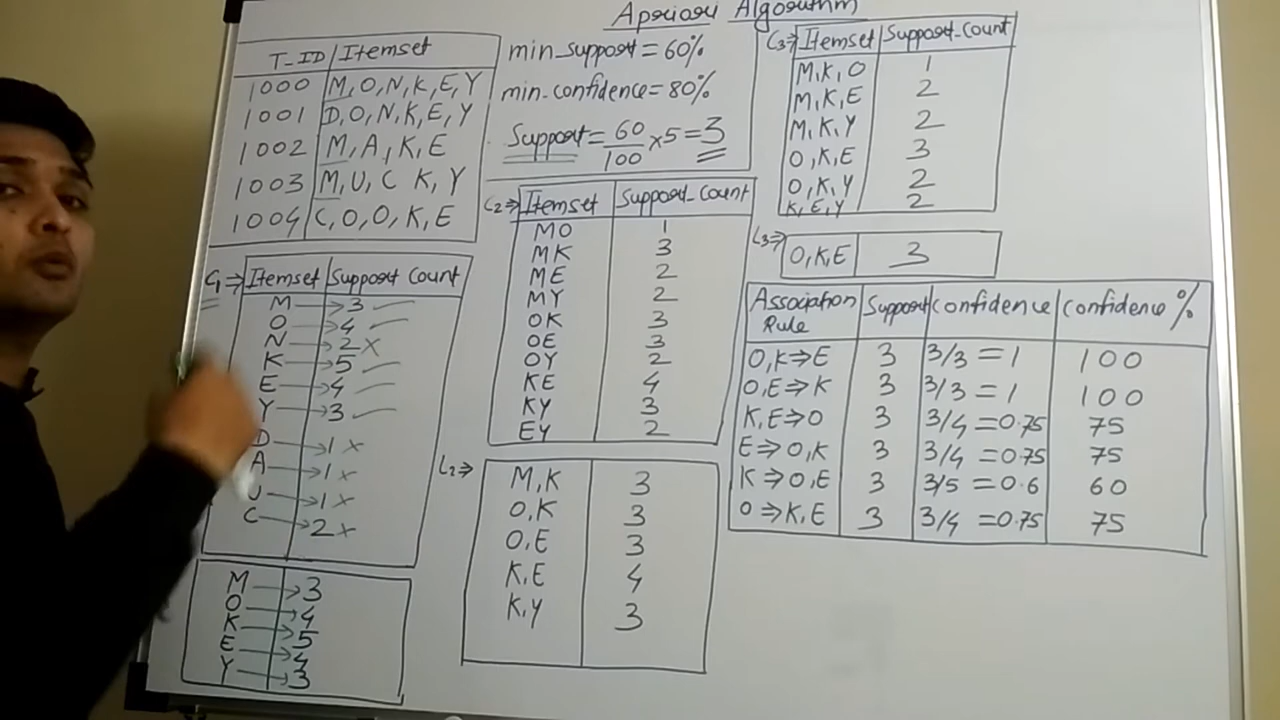 Apriori Algorithm
T_ID Itemset
1000 M, O, N, K, E, Y
1001 D, O, N, K, E, Y
1002 M, A, K, E
1003 M, U, C K, Y
1004 C, O, O, K, E
min_support = 60%
min_confidence = 80%
Support = 60/100 x 5 = 3
C1⇒ Itemset Support Count
M → 3
O → 4
N → 2 x
K → 5
E → 4
Y → 3
D → 1 x
A → 1 x
U → 1 x
C → 2 x
M → 3
O → 4
K → 5
E → 4
Y → 3
C2⇒ Itemset Support_Count
MO 1
MK 3
ME 2
MY 2
OK 3
OE 3
OY 2
KE 4
KY 3
EY 2
L2⇒
M, K 3
O, K 3
O, E 3
K, E 4
K, Y 3
C3⇒ Itemset Support_Count
M, K, O 1
M, K, E 2
M, K, Y 2
O, K, E 3
O, K, Y 2
K, E, Y 2
L3⇒ O, K, E 3
Association Rule Support Confidence Confidence %
O, K ⇒ E 3 3/3 = 1 100
O, E ⇒ K 3 3/3 = 1 100
K, E ⇒ O 3 3/4 = 0.75 75
E ⇒ O, K 3 3/4 = 0.75 75
K ⇒ O, E 3 3/5 = 0.6 60
O ⇒ K, E 3 3/4 = 0.75 75